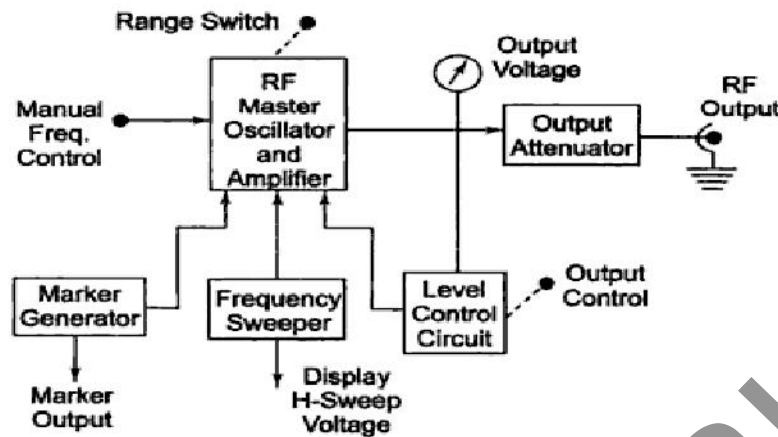 Range Switch
Output
Voltage
RF
Output
Manual
Freq.
Control
RF
Master
Oscillator
and
Amplifier
Output
Attenuator
Marker
Generator
Frequency
Sweeper
Level
Control
Circuit
Output
Control
Marker
Output
Display
H-Sweep
Voltage